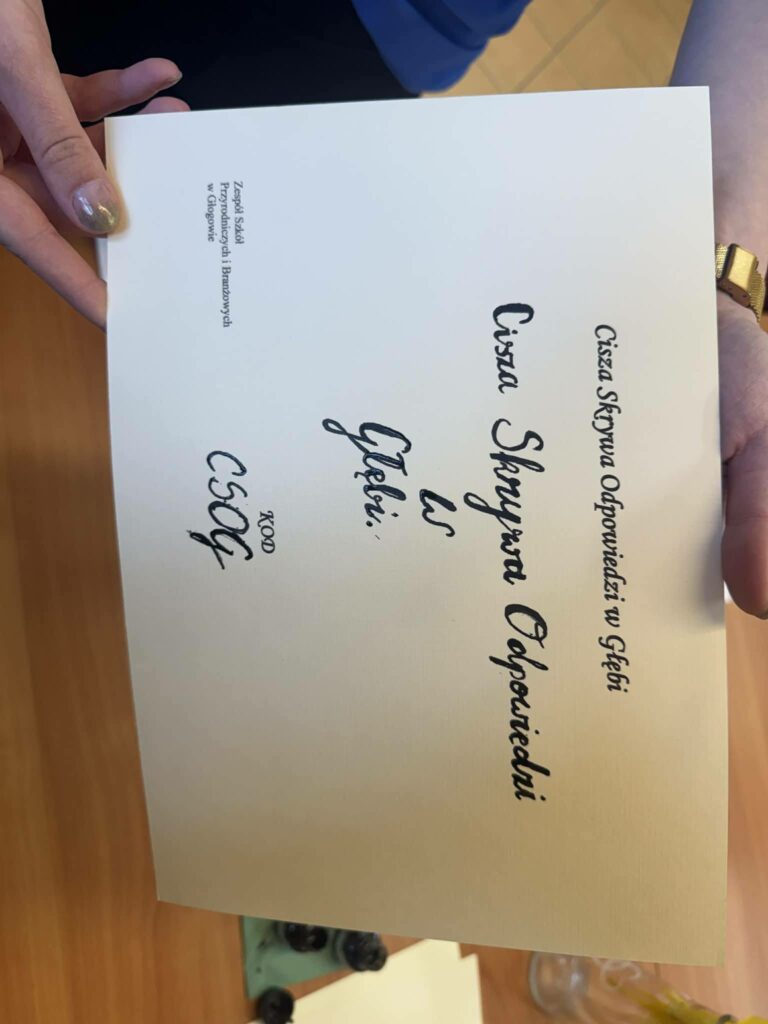 Cisza Skrywa Odpowiedzi w Głębi
Cisza Skrywa Odpowiedzi
w
Głębi.
KOD
CSOG
Zespół Szkół
Przyrodniczych i Branżowych
w Głogowie